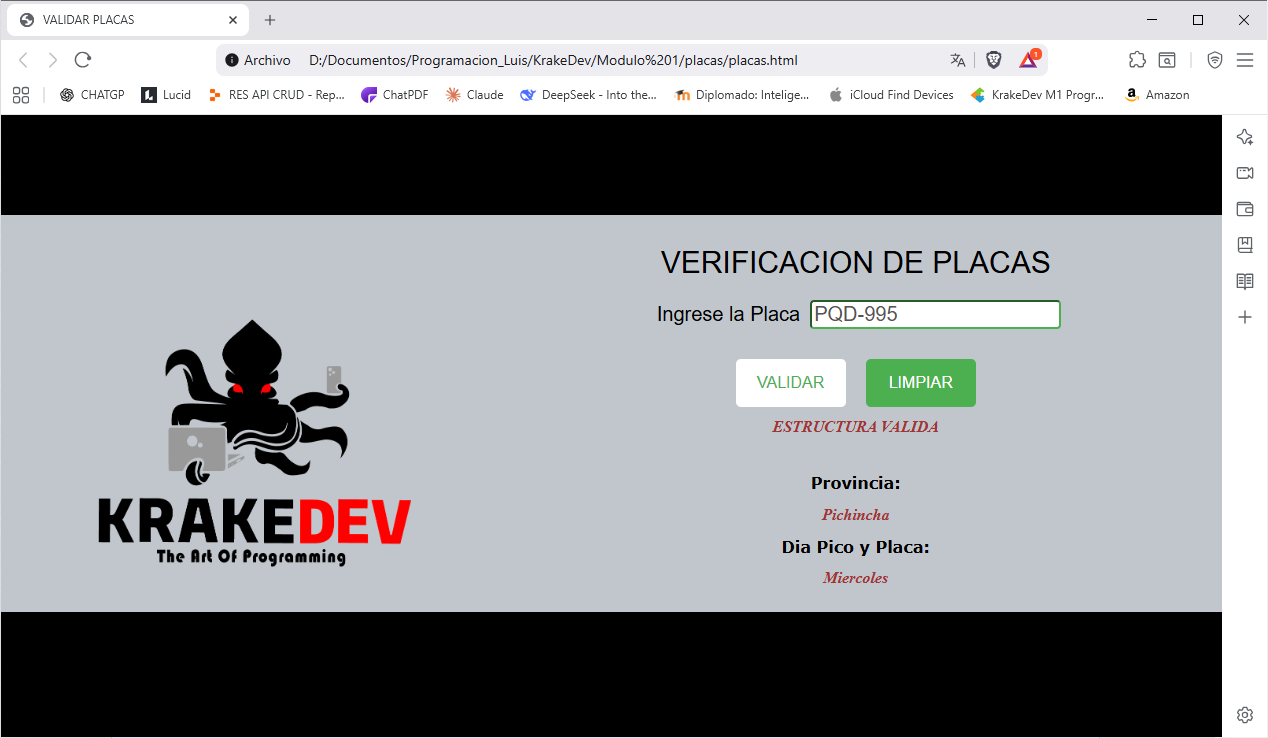 VALIDAR PLACAS
Archivo D:/Documentos/Programacion_Luis/KrakeDev/Modulo%201/placas/placas.html
1
CHATGP Lucid RES API CRUD - Rep... ChatPDF Claude DeepSeek - Into the... Diplomado: Intelige... iCloud Find Devices KrakeDev M1 Progr... Amazon
VERIFICACION DE PLACAS
Ingrese la Placa PQD-995
VALIDAR LIMPIAR
ESTRUCTURA VALIDA
Provincia:
Pichincha
Dia Pico y Placa:
Miercoles
KRAKEDEV
The Art Of Programming